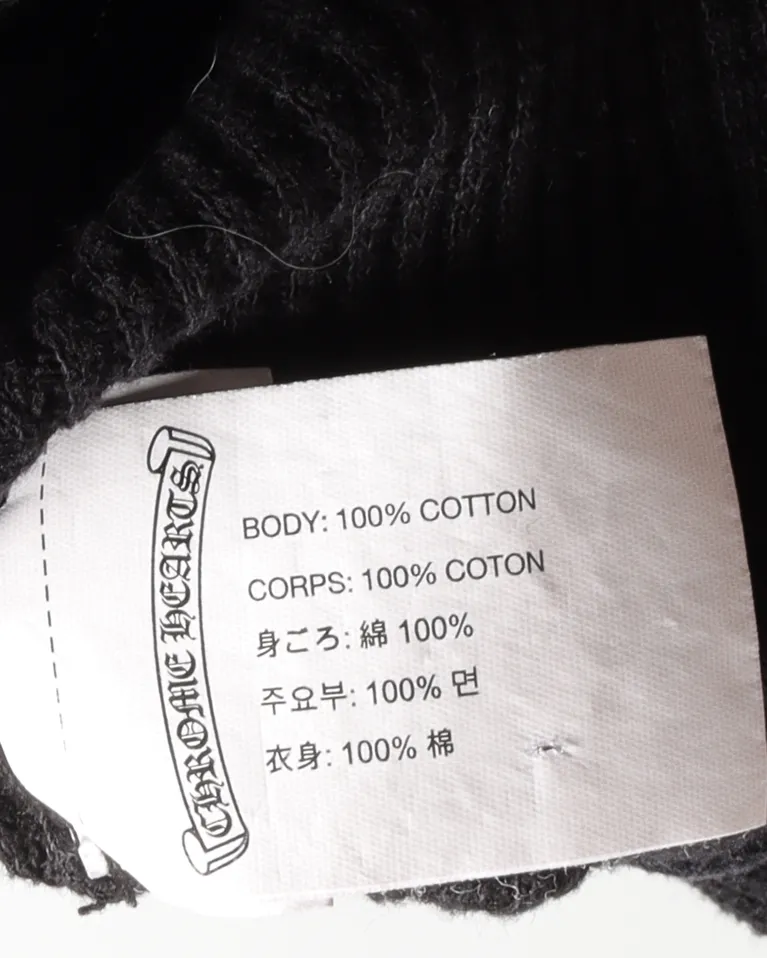 CHROME HEARTS
BODY: 100% COTTON
CORPS: 100% COTON
身ごろ: 綿 100%
주요부: 100% 면
衣身: 100% 棉